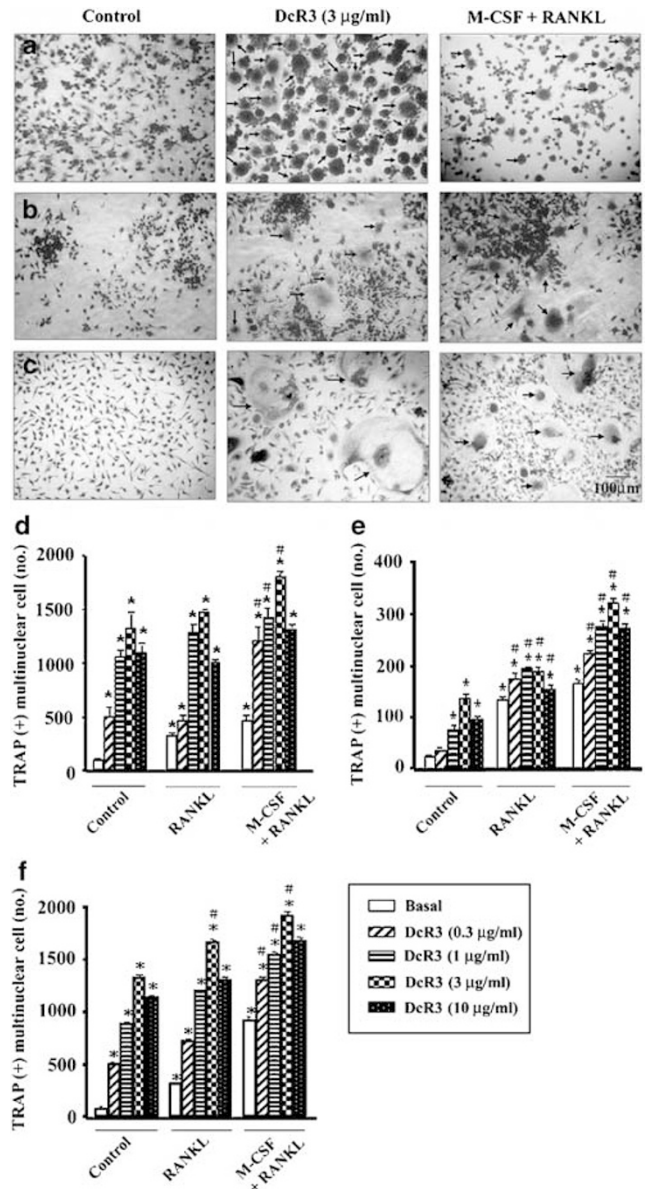 Control DcR3 (3 µg/ml) M-CSF + RANKL
a
b
c
100µm
d
TRAP (+) multinuclear cell (no.)
2000
1500
1000
500
0
* * * * *
* * * * *
* #* #* #* *
Control RANKL M-CSF + RANKL
e
TRAP (+) multinuclear cell (no.)
400
300
200
100
0
* * *
* #* #* #* #*
* #* #* #* #*
Control RANKL M-CSF + RANKL
f
TRAP (+) multinuclear cell (no.)
2000
1500
1000
500
0
* * * *
* * * #* *
* #* #* #* *
Control RANKL M-CSF + RANKL
Basal
DcR3 (0.3 µg/ml)
DcR3 (1 µg/ml)
DcR3 (3 µg/ml)
DcR3 (10 µg/ml)